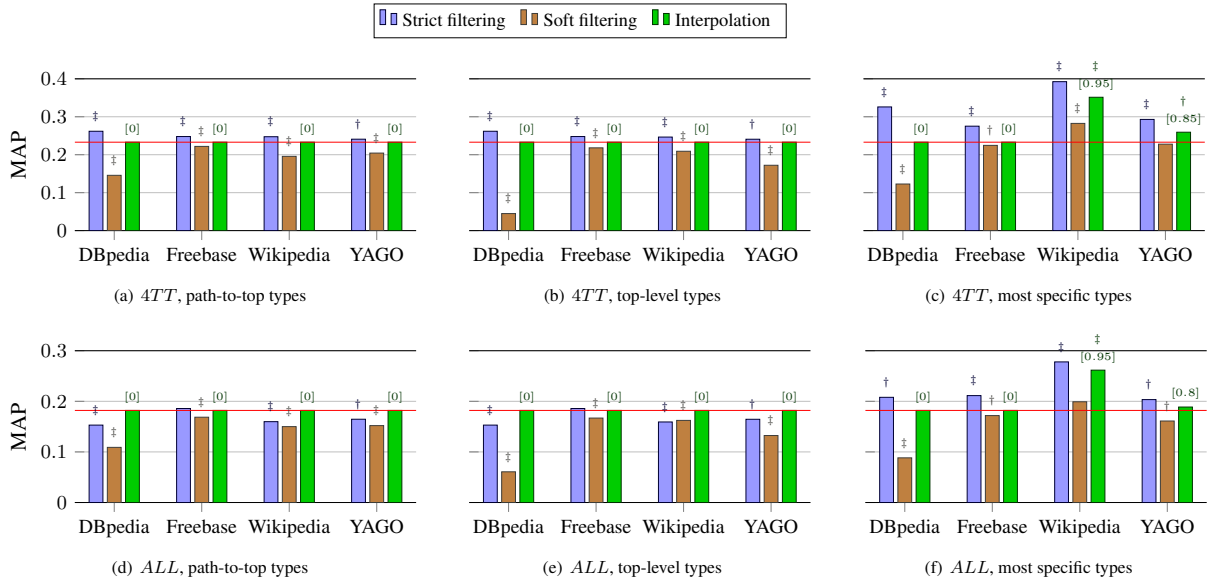 Strict filtering Soft filtering Interpolation
MAP
0.4
0.3
0.2
0.1
0
‡ ‡ [0] ‡ ‡ [0] ‡ ‡ [0] † ‡ [0]
DBpedia Freebase Wikipedia YAGO
(a) 4TT, path-to-top types
‡ ‡ [0] ‡ ‡ [0] ‡ ‡ [0] † ‡ [0]
DBpedia Freebase Wikipedia YAGO
(b) 4TT, top-level types
‡ ‡ [0] ‡ † [0] ‡ ‡ ‡ [0.95] ‡ † [0.85]
DBpedia Freebase Wikipedia YAGO
(c) 4TT, most specific types
MAP
0.3
0.2
0.1
0
‡ ‡ [0] ‡ [0] ‡ ‡ [0] † ‡ [0]
DBpedia Freebase Wikipedia YAGO
(d) ALL, path-to-top types
‡ ‡ [0] ‡ [0] ‡ ‡ [0] † ‡ [0]
DBpedia Freebase Wikipedia YAGO
(e) ALL, top-level types
† ‡ [0] ‡ † [0] ‡ ‡ [0.95] † † [0.8]
DBpedia Freebase Wikipedia YAGO
(f) ALL, most specific types